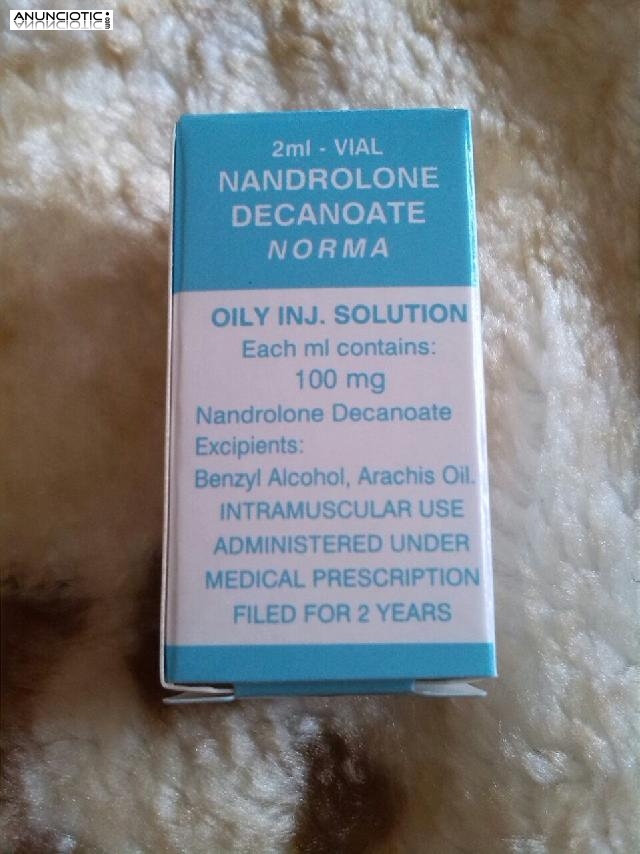 ANUNCIOTIC.com
2ml - VIAL
NANDROLONE
DECANOATE
NORMA
OILY INJ. SOLUTION
Each ml contains:
100 mg
Nandrolone Decanoate
Excipients:
Benzyl Alcohol, Arachis Oil.
INTRAMUSCULAR USE
ADMINISTERED UNDER
MEDICAL PRESCRIPTION
FILED FOR 2 YEARS